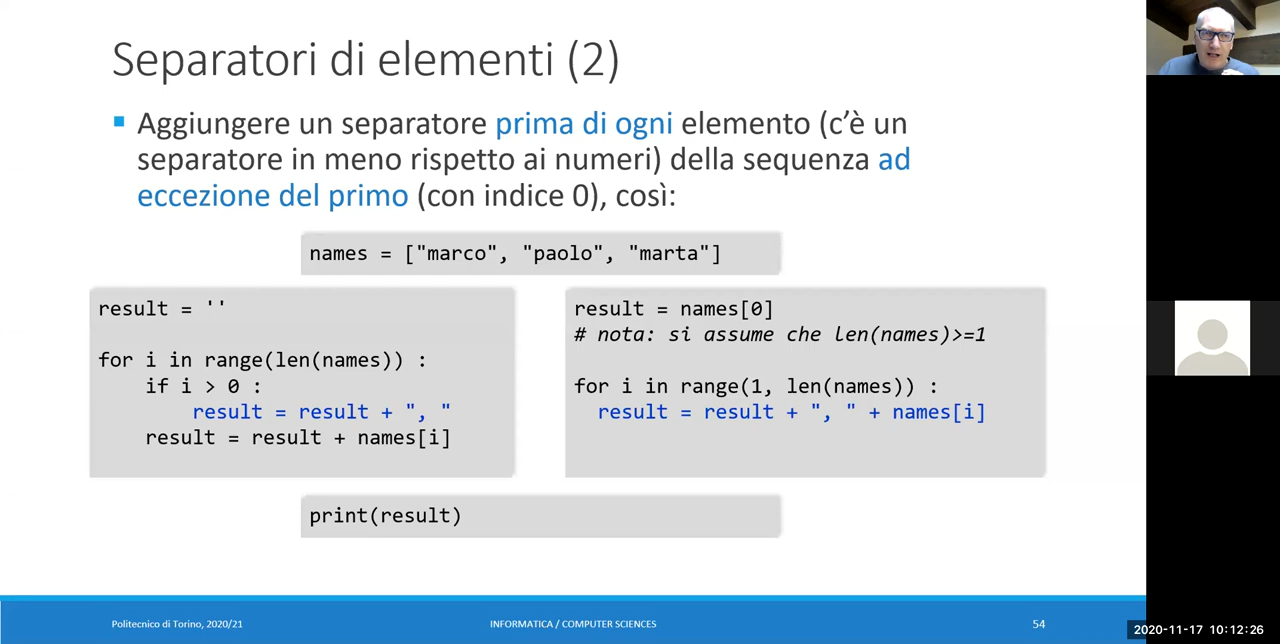 Separatori di elementi (2)
Aggiungere un separatore prima di ogni elemento (c’è un
separatore in meno rispetto ai numeri) della sequenza ad
eccezione del primo (con indice 0), così:
names = ["marco", "paolo", "marta"]
result = ''
for i in range(len(names)) :
if i > 0 :
result = result + ", "
result = result + names[i]
result = names[0]
# nota: si assume che len(names)>=1
for i in range(1, len(names)) :
result = result + ", " + names[i]
print(result)
Politecnico di Torino, 2020/21
INFORMATICA / COMPUTER SCIENCES
54
2020-11-17 10:12:26